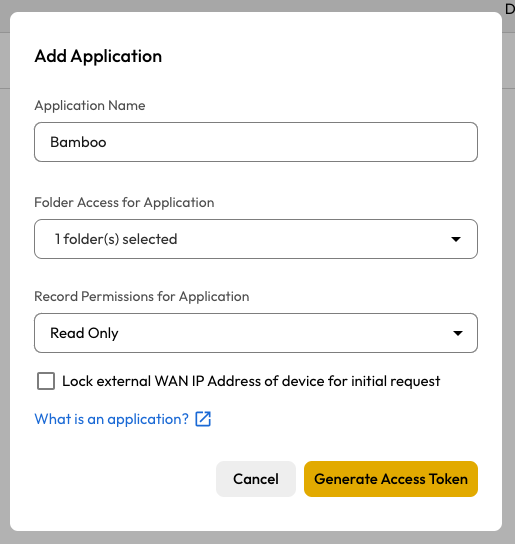 D
Add Application
Application Name
Bamboo
Folder Access for Application
1 folder(s) selected
Record Permissions for Application
Read Only
Lock external WAN IP Address of device for initial request
What is an application?
Cancel
Generate Access Token